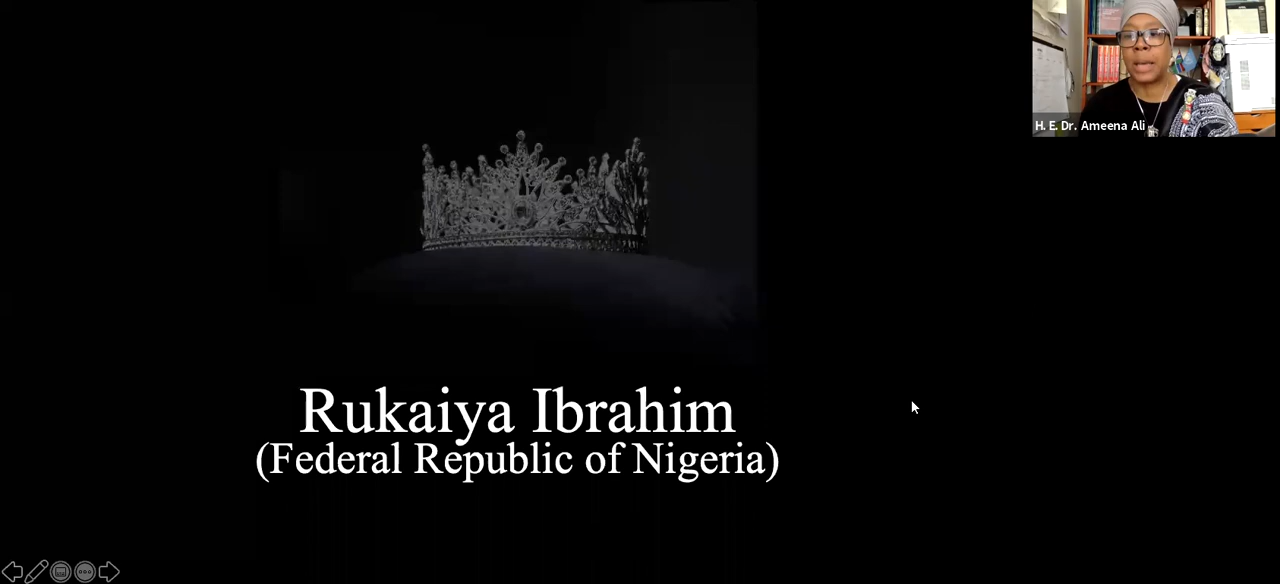 H. E. Dr. Ameena Ali
Rukaiya Ibrahim
(Federal Republic of Nigeria)